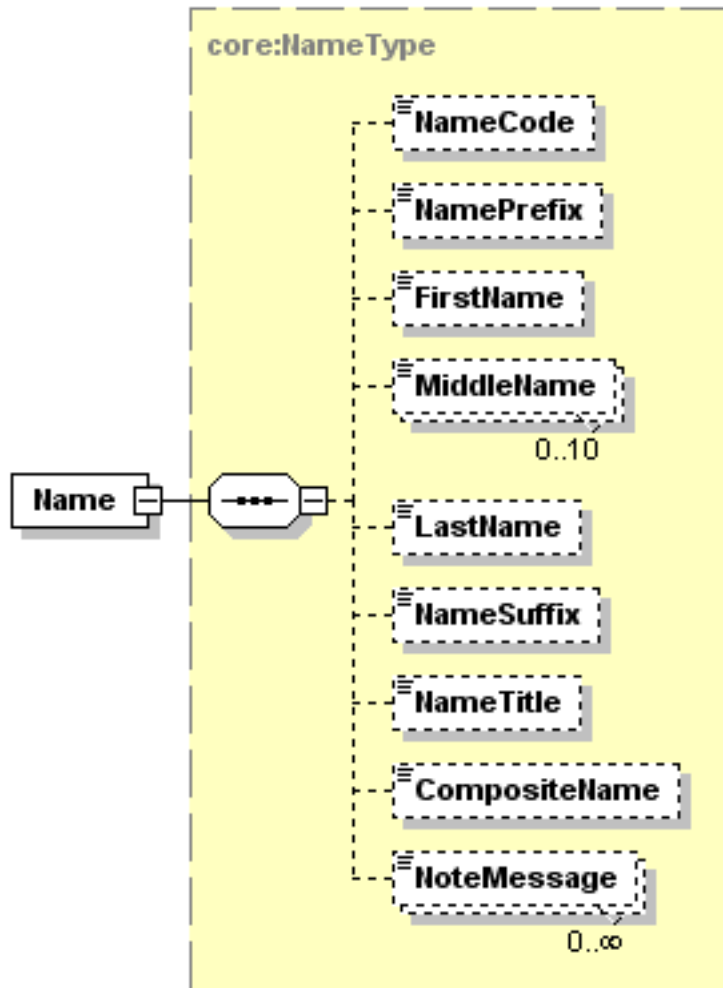 core:NameType
NameCode
NamePrefix
FirstName
MiddleName
0..10
Name
LastName
NameSuffix
NameTitle
CompositeName
NoteMessage
0..∞